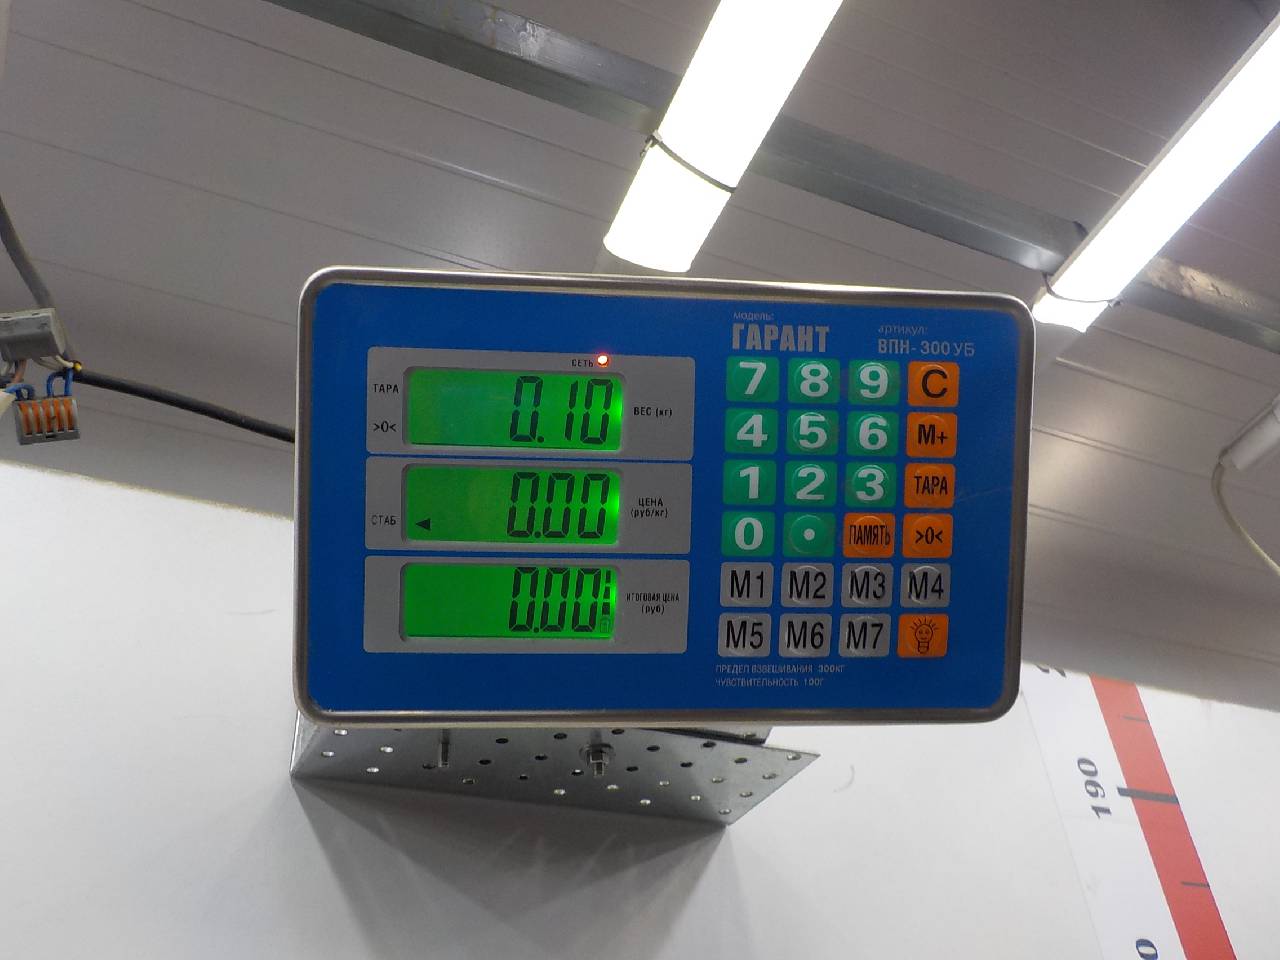 модель:
ГАРАНТ
артикул:
ВПН-300УБ
СЕТЬ
ТАРА
>0<
0.10
ВЕС (кг)
СТАБ
0.00
ЦЕНА
(руб/кг)
0.00
ИТОГОВАЯ ЦЕНА
(руб)
7 8 9 C
4 5 6 M+
1 2 3 ТАРА
0 . ПАМЯТЬ >0<
M1 M2 M3 M4
M5 M6 M7
ПРЕДЕЛ ВЗВЕШИВАНИЯ 300КГ
ЧУВСТВИТЕЛЬНОСТЬ 100Г
190